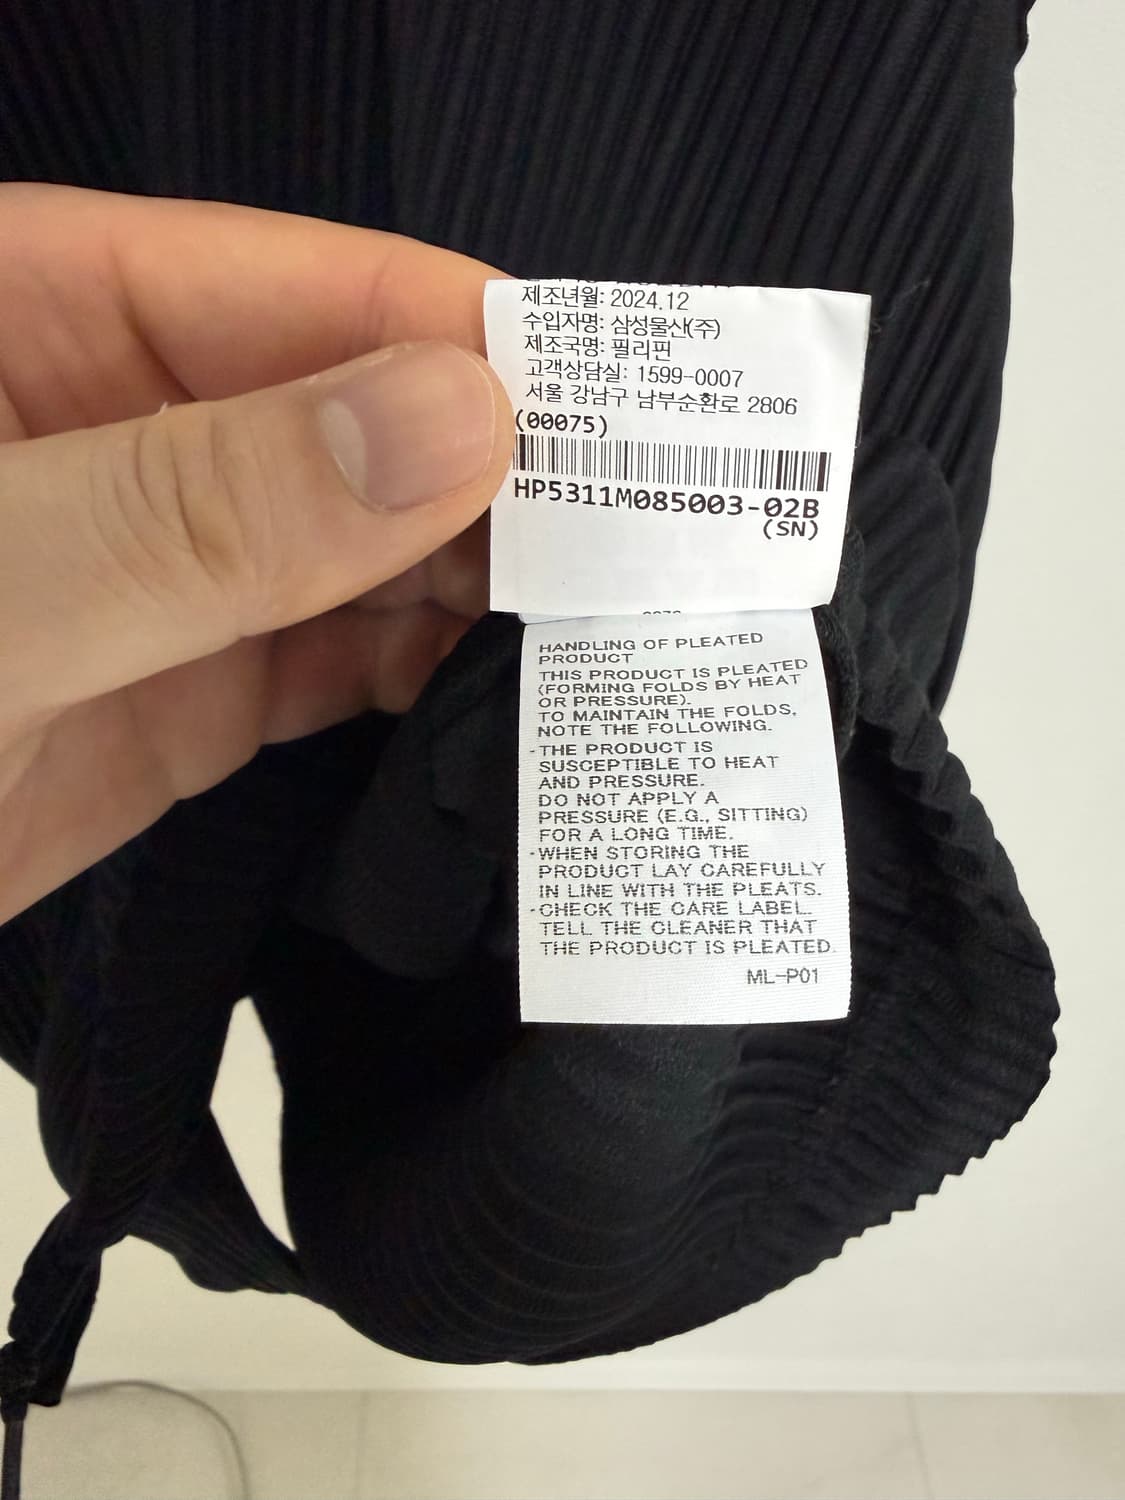 제조년월: 2024.12
수입자명: 삼성물산(주)
제조국명: 필리핀
고객상담실: 1599-0007
서울 강남구 남부순환로 2806
(00075)
HP5311M085003-02B
(SN)
HANDLING OF PLEATED
PRODUCT
THIS PRODUCT IS PLEATED
(FORMING FOLDS BY HEAT
OR PRESSURE).
TO MAINTAIN THE FOLDS,
NOTE THE FOLLOWING.
-THE PRODUCT IS
SUSCEPTIBLE TO HEAT
AND PRESSURE.
DO NOT APPLY A
PRESSURE (E.G., SITTING)
FOR A LONG TIME.
-WHEN STORING THE
PRODUCT LAY CAREFULLY
IN LINE WITH THE PLEATS.
-CHECK THE CARE LABEL.
TELL THE CLEANER THAT
THE PRODUCT IS PLEATED.
ML-P01